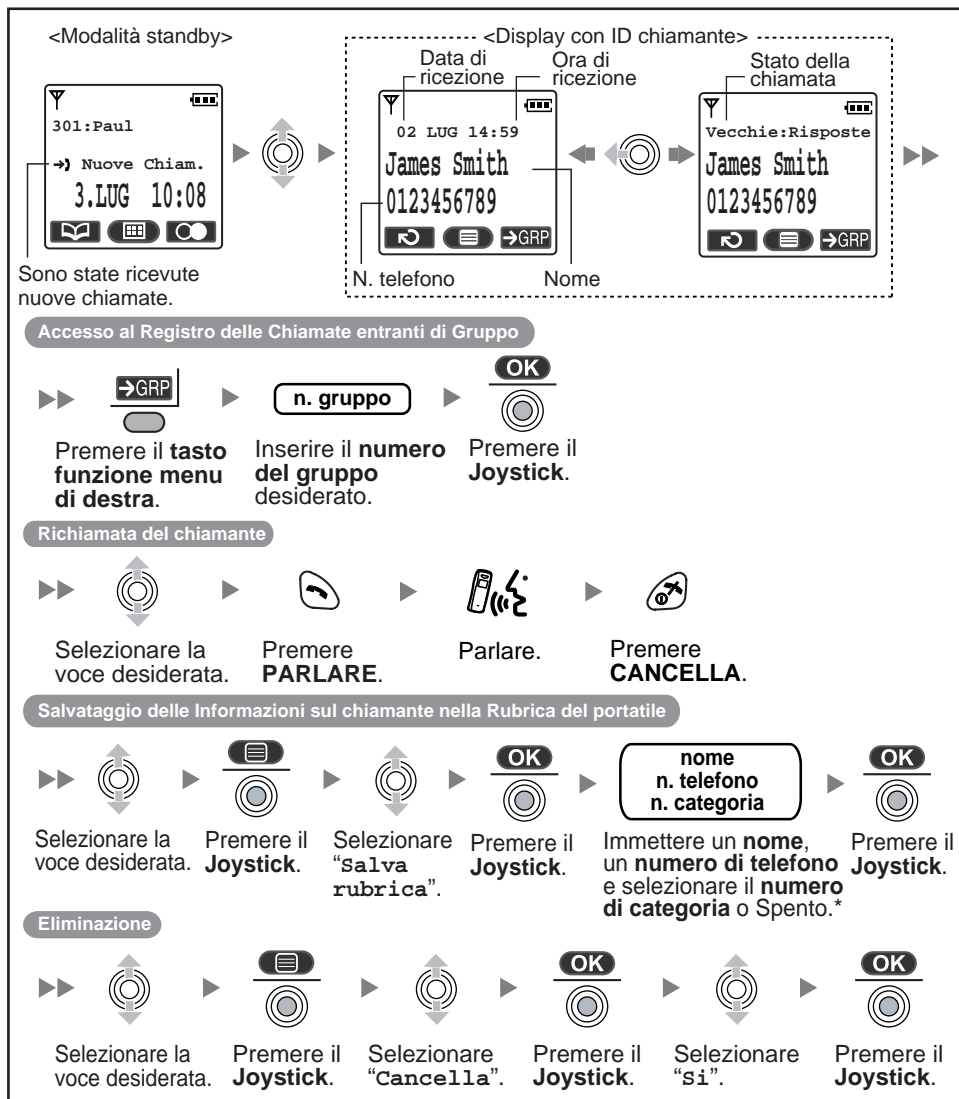 <Modalità standby>
<Display con ID chiamante>
Data di
ricezione
Ora di
ricezione
Stato della
chiamata
301:Paul
Nuove Chiam.
3.LUG 10:08
02 LUG 14:59
James Smith
0123456789
GRP
Vecchie:Risposte
James Smith
0123456789
GRP
Sono state ricevute
nuove chiamate.
N. telefono
Nome
Accesso al Registro delle Chiamate entranti di Gruppo
GRP
Premere il tasto
funzione menu
di destra.
n. gruppo
Inserire il numero
del gruppo
desiderato.
OK
Premere il
Joystick.
Richiamata del chiamante
Selezionare la
voce desiderata.
Premere
PARLARE.
Parlare.
Premere
CANCELLA.
Salvataggio delle Informazioni sul chiamante nella Rubrica del portatile
Selezionare la
voce desiderata.
Premere il
Joystick.
Selezionare
“Salva
rubrica”.
OK
Premere il
Joystick.
nome
n. telefono
n. categoria
Immettere un nome,
un numero di telefono
e selezionare il numero
di categoria o Spento.*
OK
Premere il
Joystick.
Eliminazione
Selezionare la
voce desiderata.
Premere il
Joystick.
Selezionare
“Cancella”.
OK
Premere il
Joystick.
Selezionare
“Si”.
OK
Premere il
Joystick.